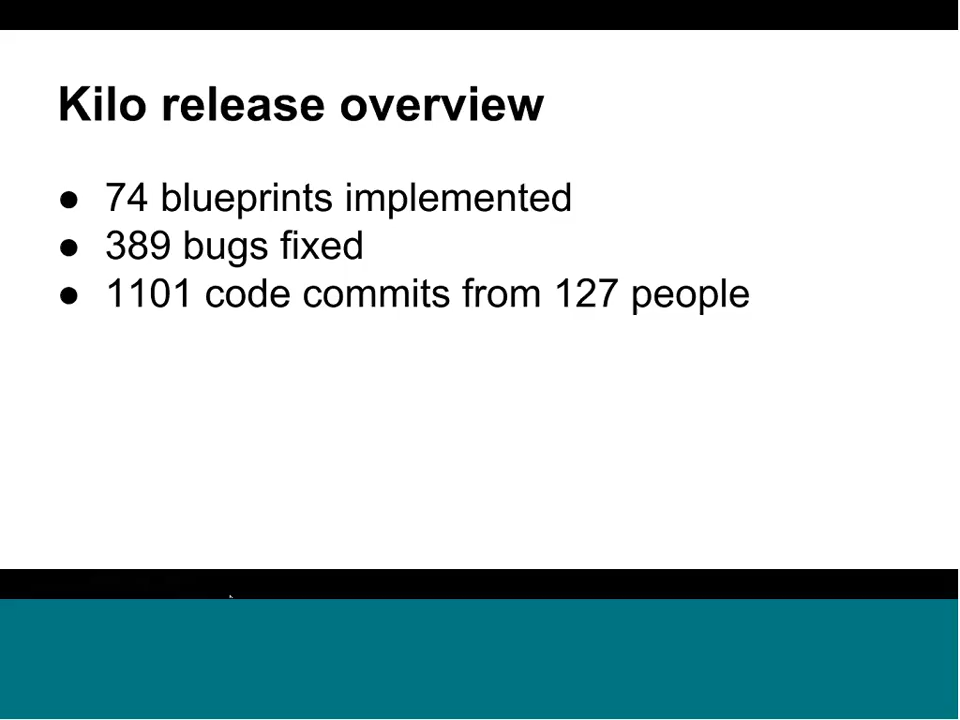 Kilo release overview
● 74 blueprints implemented
● 389 bugs fixed
● 1101 code commits from 127 people